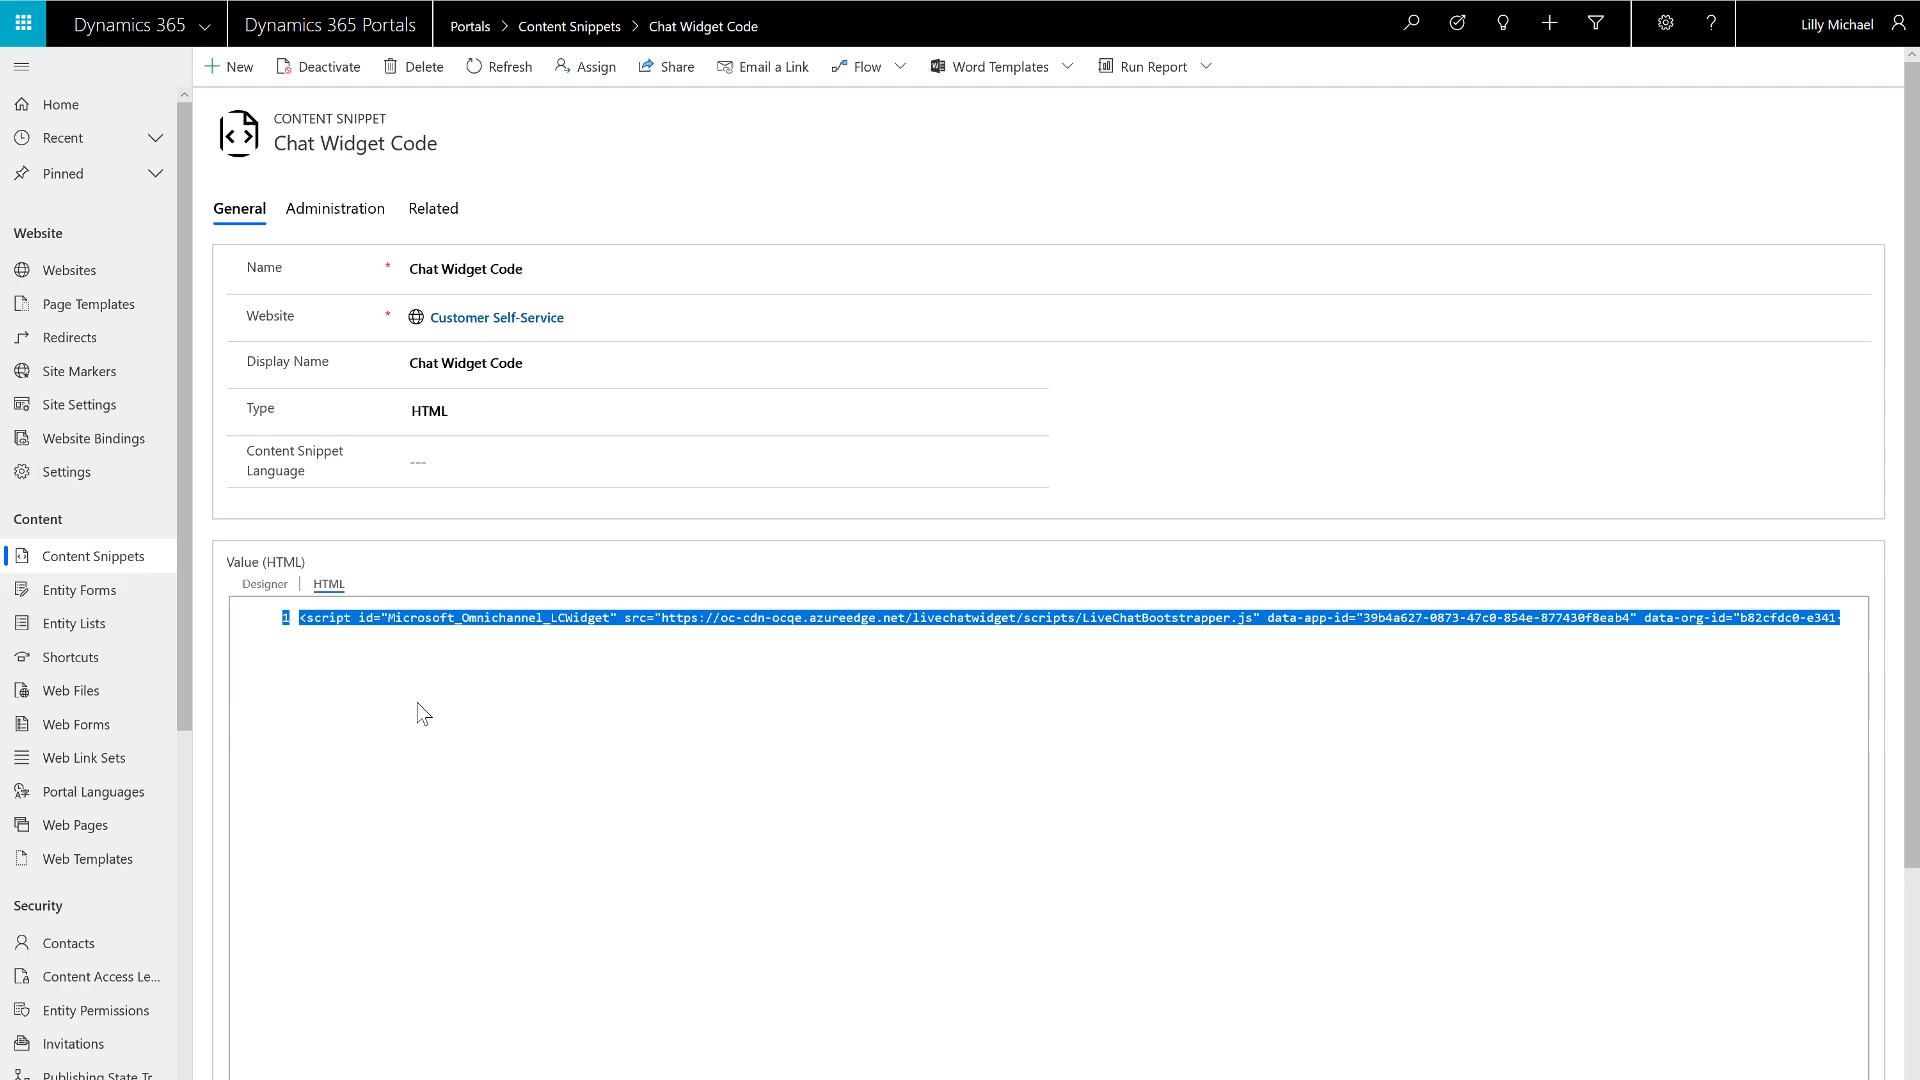 Dynamics 365
Dynamics 365 Portals
Portals > Content Snippets > Chat Widget Code
Lilly Michael
New
Deactivate
Delete
Refresh
Assign
Share
Email a Link
Flow
Word Templates
Run Report
Home
Recent
Pinned
Website
Websites
Page Templates
Redirects
Site Markers
Site Settings
Website Bindings
Settings
Content
Content Snippets
Entity Forms
Entity Lists
Shortcuts
Web Files
Web Forms
Web Link Sets
Portal Languages
Web Pages
Web Templates
Security
Contacts
Content Access Le...
Entity Permissions
Invitations
Publishing State Tr
CONTENT SNIPPET
Chat Widget Code
General
Administration
Related
Name * Chat Widget Code
Website * Customer Self-Service
Display Name Chat Widget Code
Type HTML
Content Snippet
Language ---
Value (HTML)
Designer | HTML
1 <script id="Microsoft_Omnichannel_LCWidget" src="https://oc-cdn-ocqe.azureedge.net/livechatwidget/scripts/LiveChatBootstrapper.js" data-app-id="39b4a627-0873-47c0-854e-877430f8eab4" data-org-id="b82cfdc0-e341-